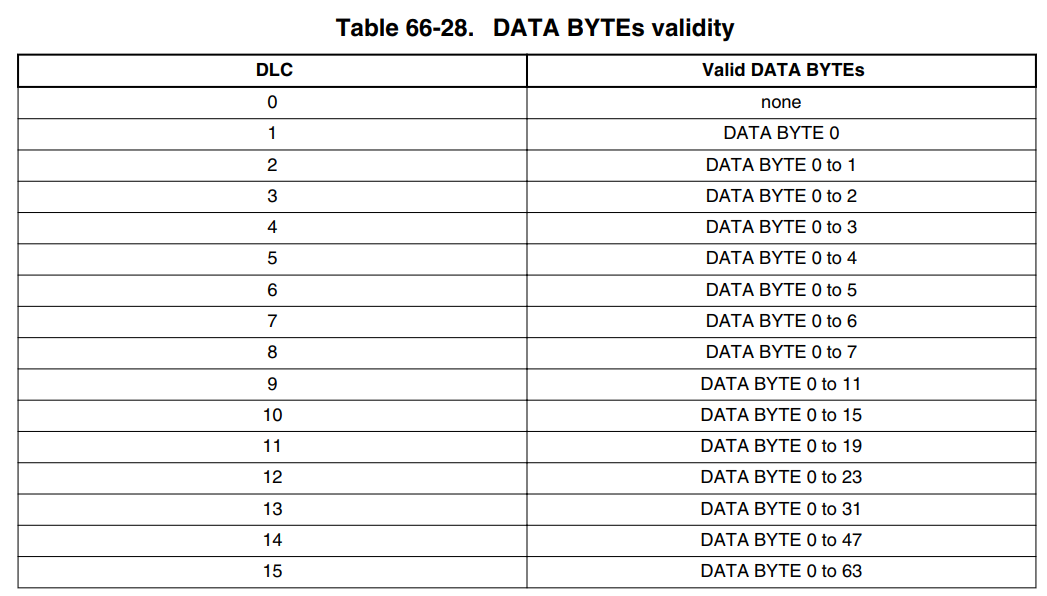 Table 66-28. DATA BYTEs validity
DLC Valid DATA BYTEs
0 none
1 DATA BYTE 0
2 DATA BYTE 0 to 1
3 DATA BYTE 0 to 2
4 DATA BYTE 0 to 3
5 DATA BYTE 0 to 4
6 DATA BYTE 0 to 5
7 DATA BYTE 0 to 6
8 DATA BYTE 0 to 7
9 DATA BYTE 0 to 11
10 DATA BYTE 0 to 15
11 DATA BYTE 0 to 19
12 DATA BYTE 0 to 23
13 DATA BYTE 0 to 31
14 DATA BYTE 0 to 47
15 DATA BYTE 0 to 63